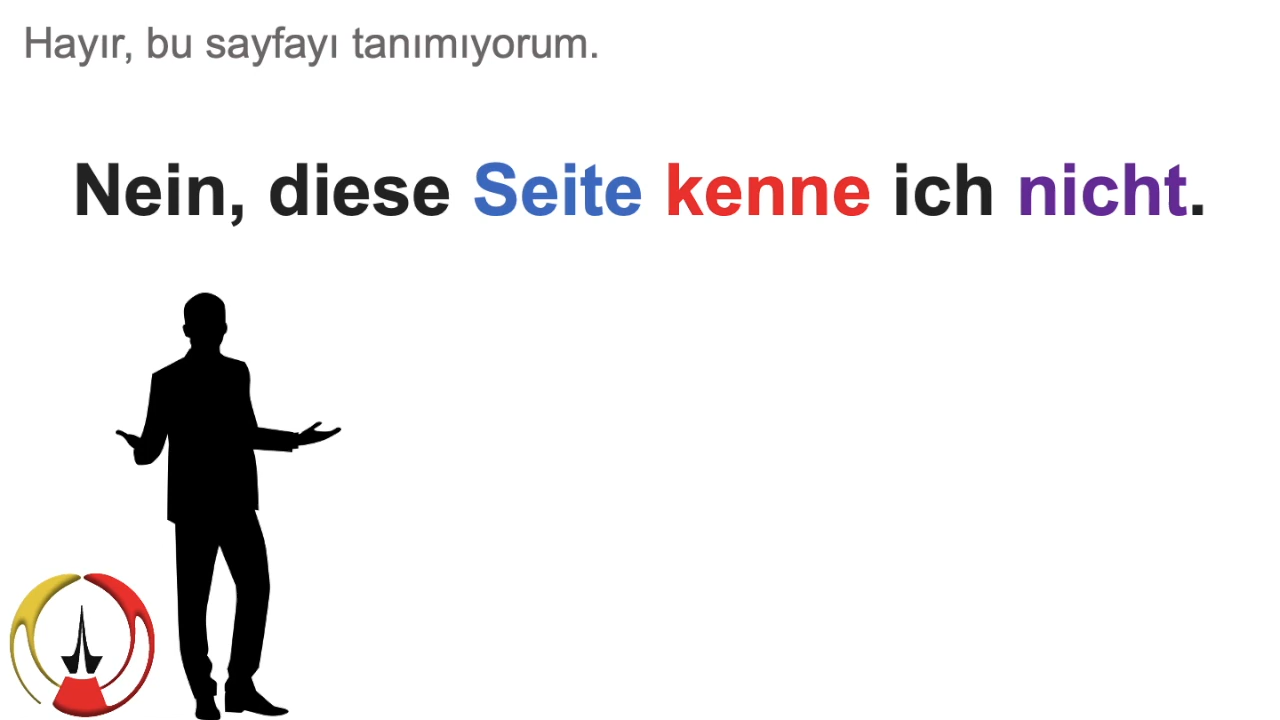 Hayır, bu sayfayı tanımıyorum.
Nein, diese Seite kenne ich nicht.